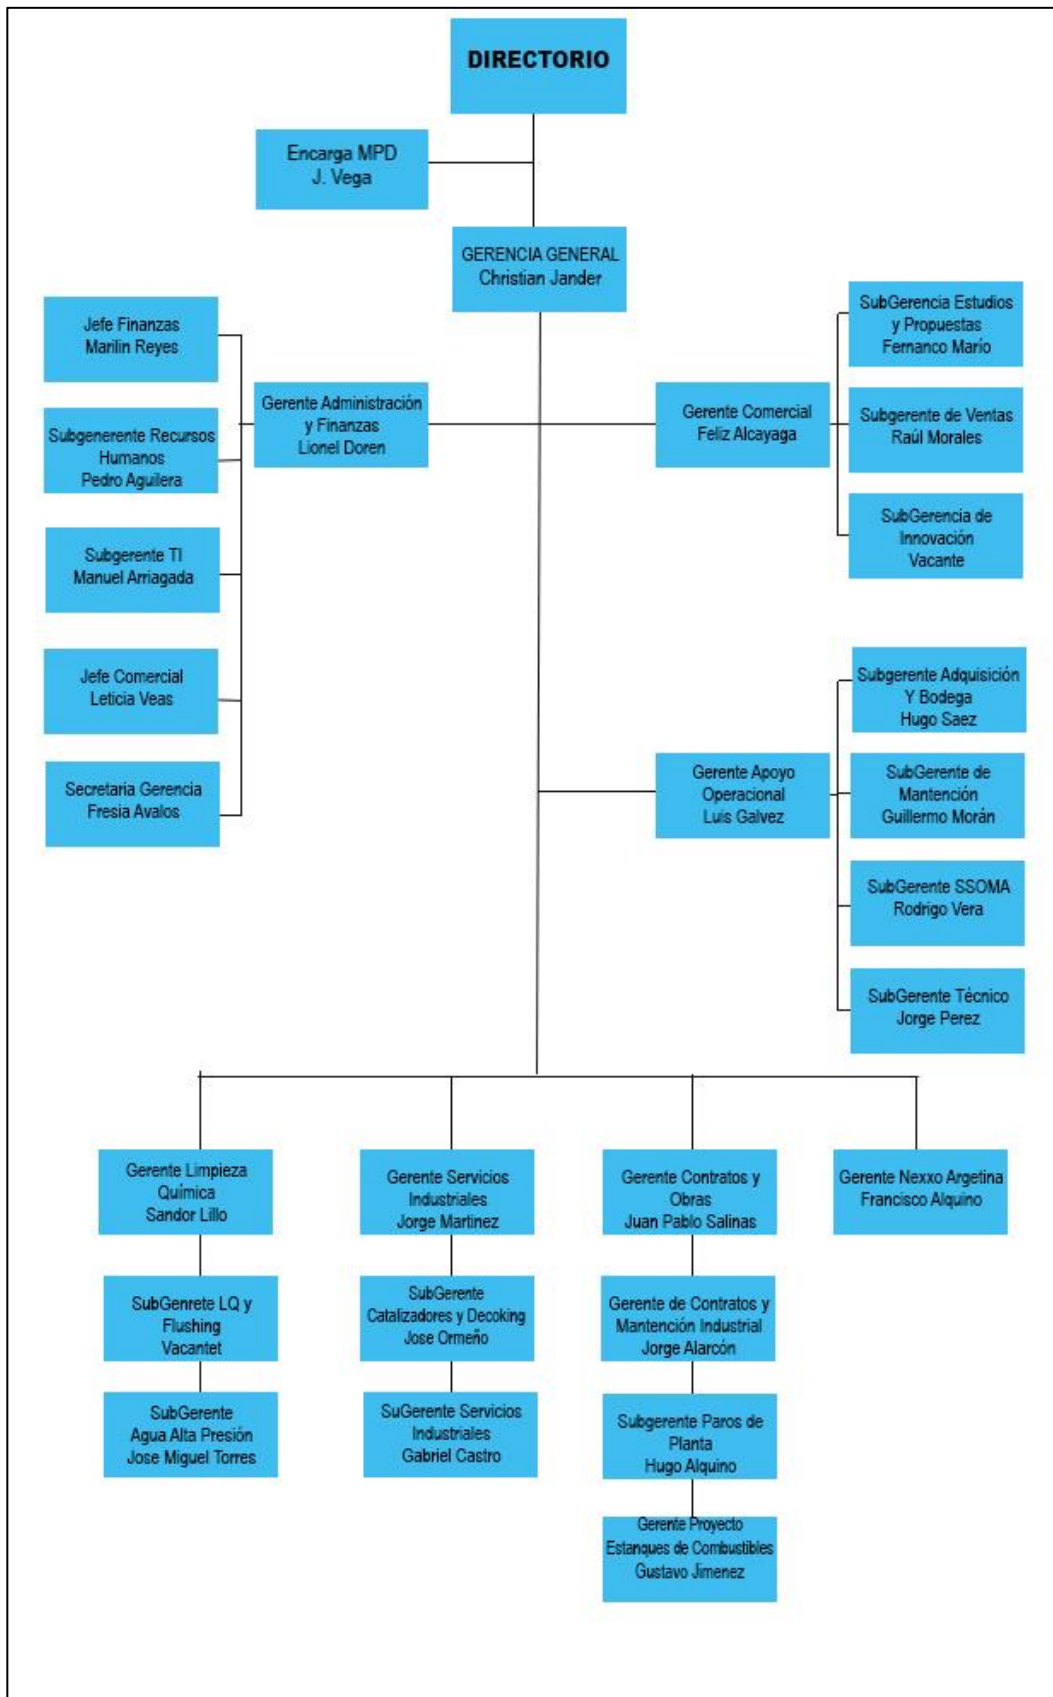 DIRECTORIO
Encarga MPD
J. Vega
GERENCIA GENERAL
Christian Jander
Jefe Finanzas
Marilin Reyes
Subgenerente Recursos
Humanos
Pedro Aguilera
Subgerente TI
Manuel Arriagada
Jefe Comercial
Leticia Veas
Secretaria Gerencia
Fresia Avalos
Gerente Administración
y Finanzas
Lionel Doren
Gerente Comercial
Feliz Alcayaga
SubGerencia Estudios
y Propuestas
Fernanco Marío
Subgerente de Ventas
Raúl Morales
SubGerencia de
Innovación
Vacante
Gerente Apoyo
Operacional
Luis Galvez
Subgerente Adquisición
Y Bodega
Hugo Saez
SubGerente de
Mantención
Guillermo Morán
SubGerente SSOMA
Rodrigo Vera
SubGerente Técnico
Jorge Perez
Gerente Limpieza
Química
Sandor Lillo
SubGenrete LQ y
Flushing
Vacantet
SubGerente
Agua Alta Presión
Jose Miguel Torres
Gerente Servicios
Industriales
Jorge Martinez
SubGerente
Catalizadores y Decoking
Jose Ormeño
SuGerente Servicios
Industriales
Gabriel Castro
Gerente Contratos y
Obras
Juan Pablo Salinas
Gerente de Contratos y
Mantención Industrial
Jorge Alarcón
Subgerente Paros de
Planta
Hugo Alquino
Gerente Proyecto
Estanques de Combustibles
Gustavo Jimenez
Gerente Nexxo Argetina
Francisco Alquino